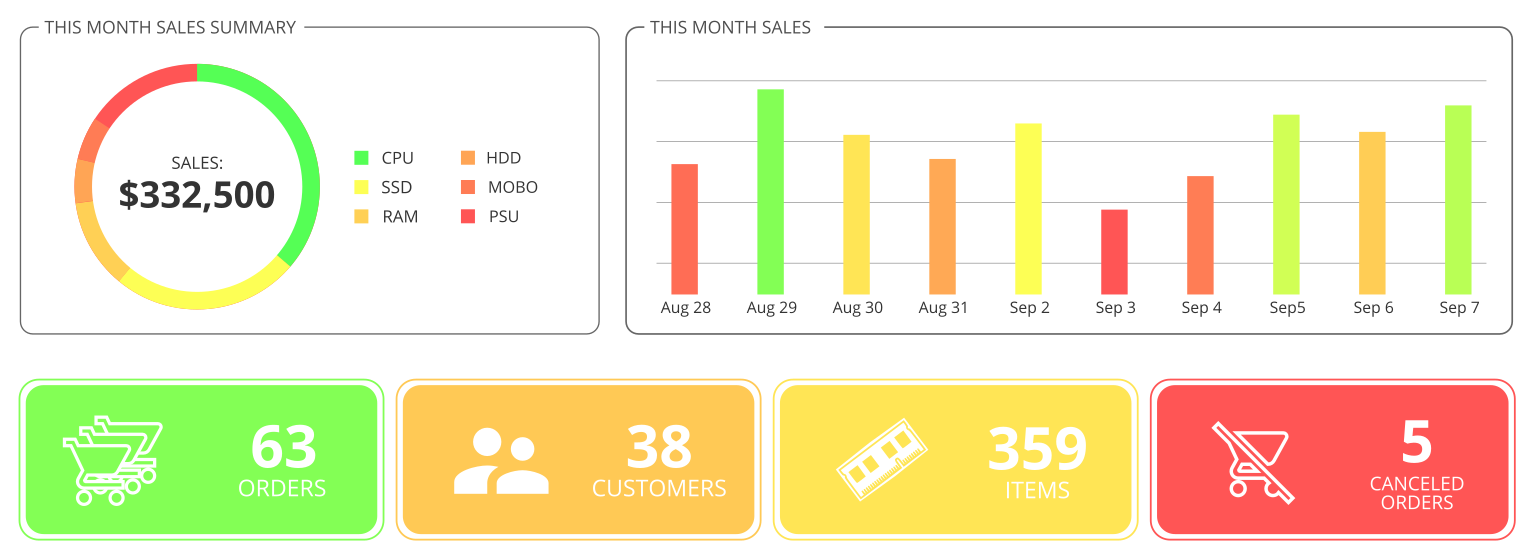 THIS MONTH SALES SUMMARY
SALES:
$332,500
CPU
HDD
SSD
MOBO
RAM
PSU
THIS MONTH SALES
Aug 28
Aug 29
Aug 30
Aug 31
Sep 2
Sep 3
Sep 4
Sep5
Sep 6
Sep 7
63
ORDERS
38
CUSTOMERS
359
ITEMS
5
CANCELED
ORDERS